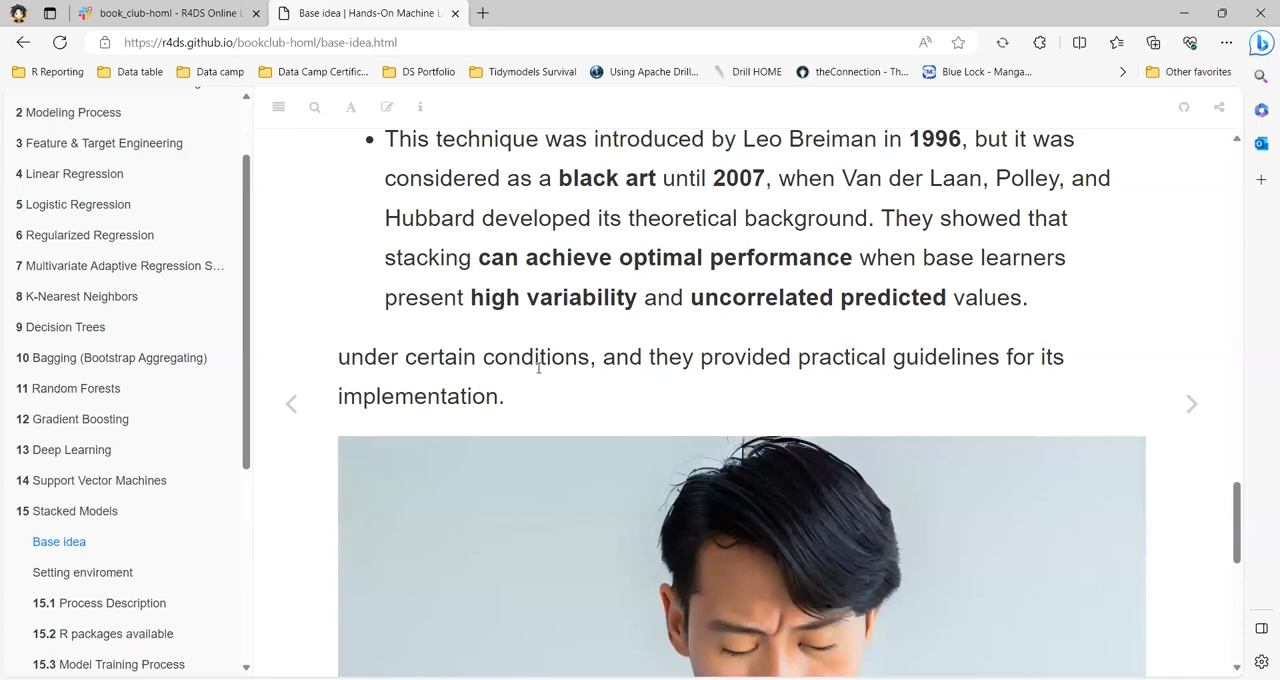 book_club-homl - R4DS Online L
Base idea | Hands-On Machine L
https://r4ds.github.io/bookclub-homl/base-idea.html
R Reporting
Data table
Data camp
Data Camp Certific...
DS Portfolio
Tidymodels Survival
Using Apache Drill...
Drill HOME
theConnection - Th...
Blue Lock - Manga...
Other favorites
2 Modeling Process
3 Feature & Target Engineering
4 Linear Regression
5 Logistic Regression
6 Regularized Regression
7 Multivariate Adaptive Regression S...
8 K-Nearest Neighbors
9 Decision Trees
10 Bagging (Bootstrap Aggregating)
11 Random Forests
12 Gradient Boosting
13 Deep Learning
14 Support Vector Machines
15 Stacked Models
Base idea
Setting enviroment
15.1 Process Description
15.2 R packages available
15.3 Model Training Process
• This technique was introduced by Leo Breiman in 1996, but it was
considered as a black art until 2007, when Van der Laan, Polley, and
Hubbard developed its theoretical background. They showed that
stacking can achieve optimal performance when base learners
present high variability and uncorrelated predicted values.
under certain conditions, and they provided practical guidelines for its
implementation.